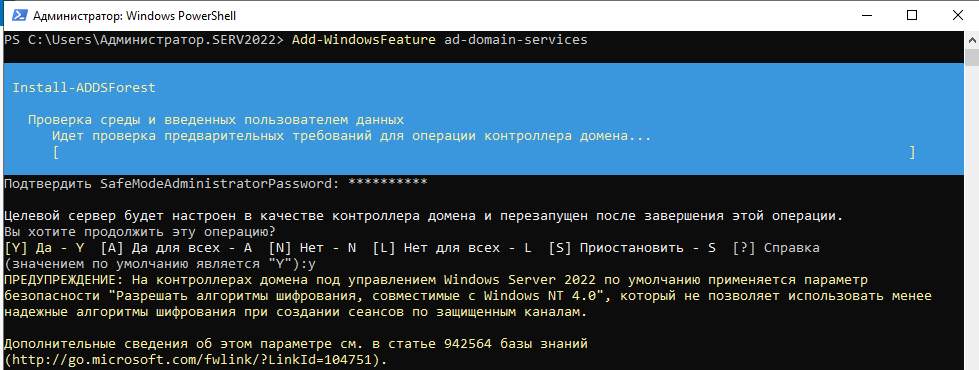 Администратор: Windows PowerShell
PS C:\Users\Администратор.SERV2022> Add-WindowsFeature ad-domain-services
Install-ADDSForest
Проверка среды и введенных пользователем данных
Идет проверка предварительных требований для операции контроллера домена...
[ ]
Подтвердить SafeModeAdministratorPassword: **********
Целевой сервер будет настроен в качестве контроллера домена и перезапущен после завершения этой операции.
Вы хотите продолжить эту операцию?
[Y] Да - Y [A] Да для всех - A [N] Нет - N [L] Нет для всех - L [S] Приостановить - S [?] Справка
(значением по умолчанию является "Y"):y
ПРЕДУПРЕЖДЕНИЕ: На контроллерах домена под управлением Windows Server 2022 по умолчанию применяется параметр
безопасности "Разрешать алгоритмы шифрования, совместимые с Windows NT 4.0", который не позволяет использовать менее
надежные алгоритмы шифрования при создании сеансов по защищенным каналам.
Дополнительные сведения об этом параметре см. в статье 942564 базы знаний
(http://go.microsoft.com/fwlink/?LinkId=104751).